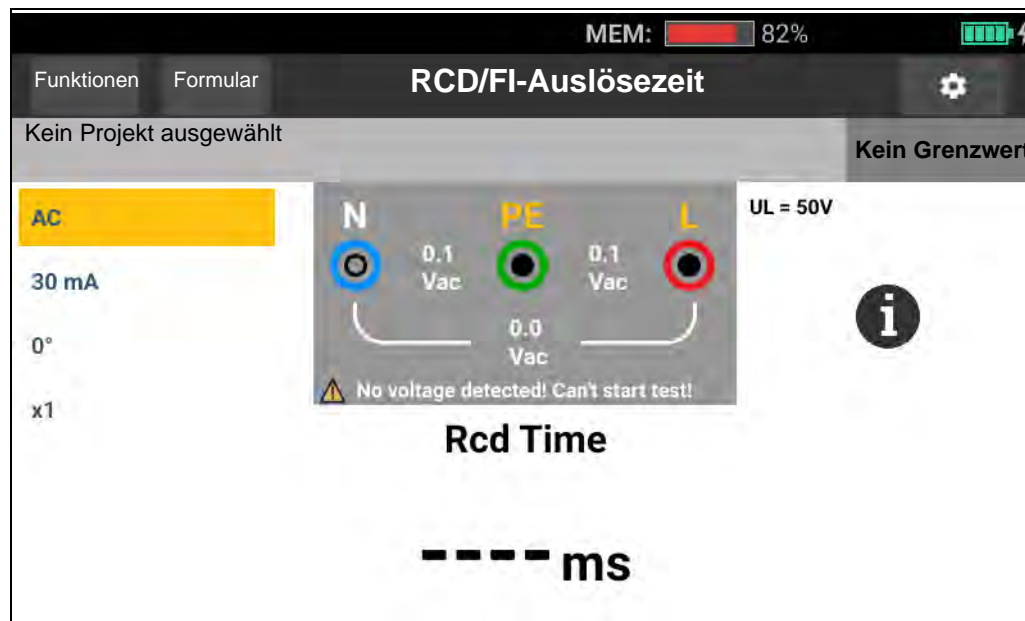 MEM: 82%
Funktionen Formular RCD/FI-Auslösezeit
Kein Projekt ausgewählt
Kein Grenzwert
AC
30 mA
0°
x1
N PE L
0.1 Vac
0.1 Vac
0.0 Vac
No voltage detected! Can't start test!
UL = 50V
Rcd Time
---- ms